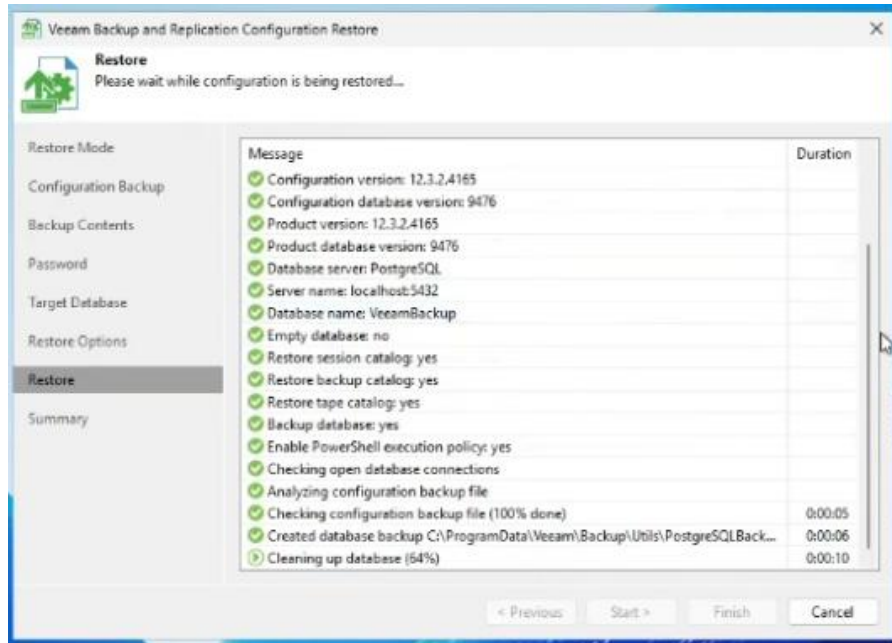 Veeam Backup and Replication Configuration Restore
Restore
Please wait while configuration is being restored...
Restore Mode
Configuration Backup
Backup Contents
Password
Target Database
Restore Options
Restore
Summary
Message Duration
Configuration version: 12.3.2.4165
Configuration database version: 9476
Product version: 12.3.2.4165
Product database version: 9476
Database server: PostgreSQL
Server name: localhost:5432
Database name: VeeamBackup
Empty database: no
Restore session catalog: yes
Restore backup catalog: yes
Restore tape catalog: yes
Backup database: yes
Enable PowerShell execution policy: yes
Checking open database connections
Analyzing configuration backup file
Checking configuration backup file (100% done) 0:00:05
Created database backup C:\ProgramData\Veeam\Backup\Utils\PostgreSQLBack... 0:00:06
Cleaning up database (64%) 0:00:10
< Previous Start > Finish Cancel